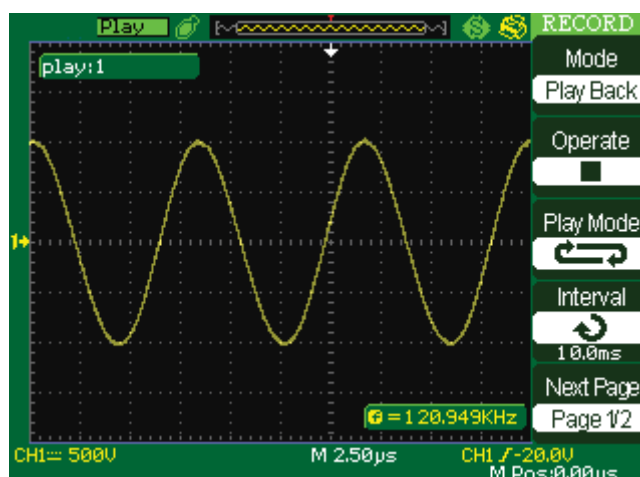 Play
RECORD
play:1
Mode
Play Back
Operate
Play Mode
Interval
10.0ms
Next Page
Page 1/2
1
f=120.949KHz
CH1 500V
M 2.50µs
CH1 -20.0V
M Pos:0.00µs